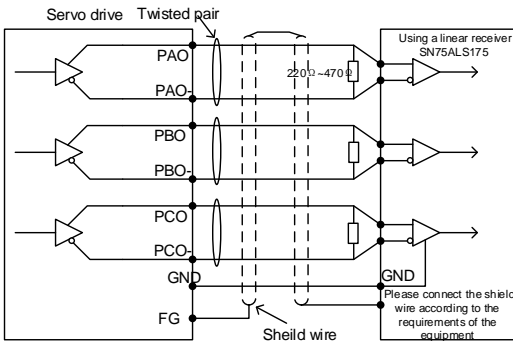 Servo drive
Twisted pair
Using a linear receiver
SN75ALS175
PAO
220Ω~470Ω
PAO-
PBO
PBO-
PCO
PCO-
GND
GND
FG
Sheild wire
Please connect the shield
wire according to the
requirements of the
equipment